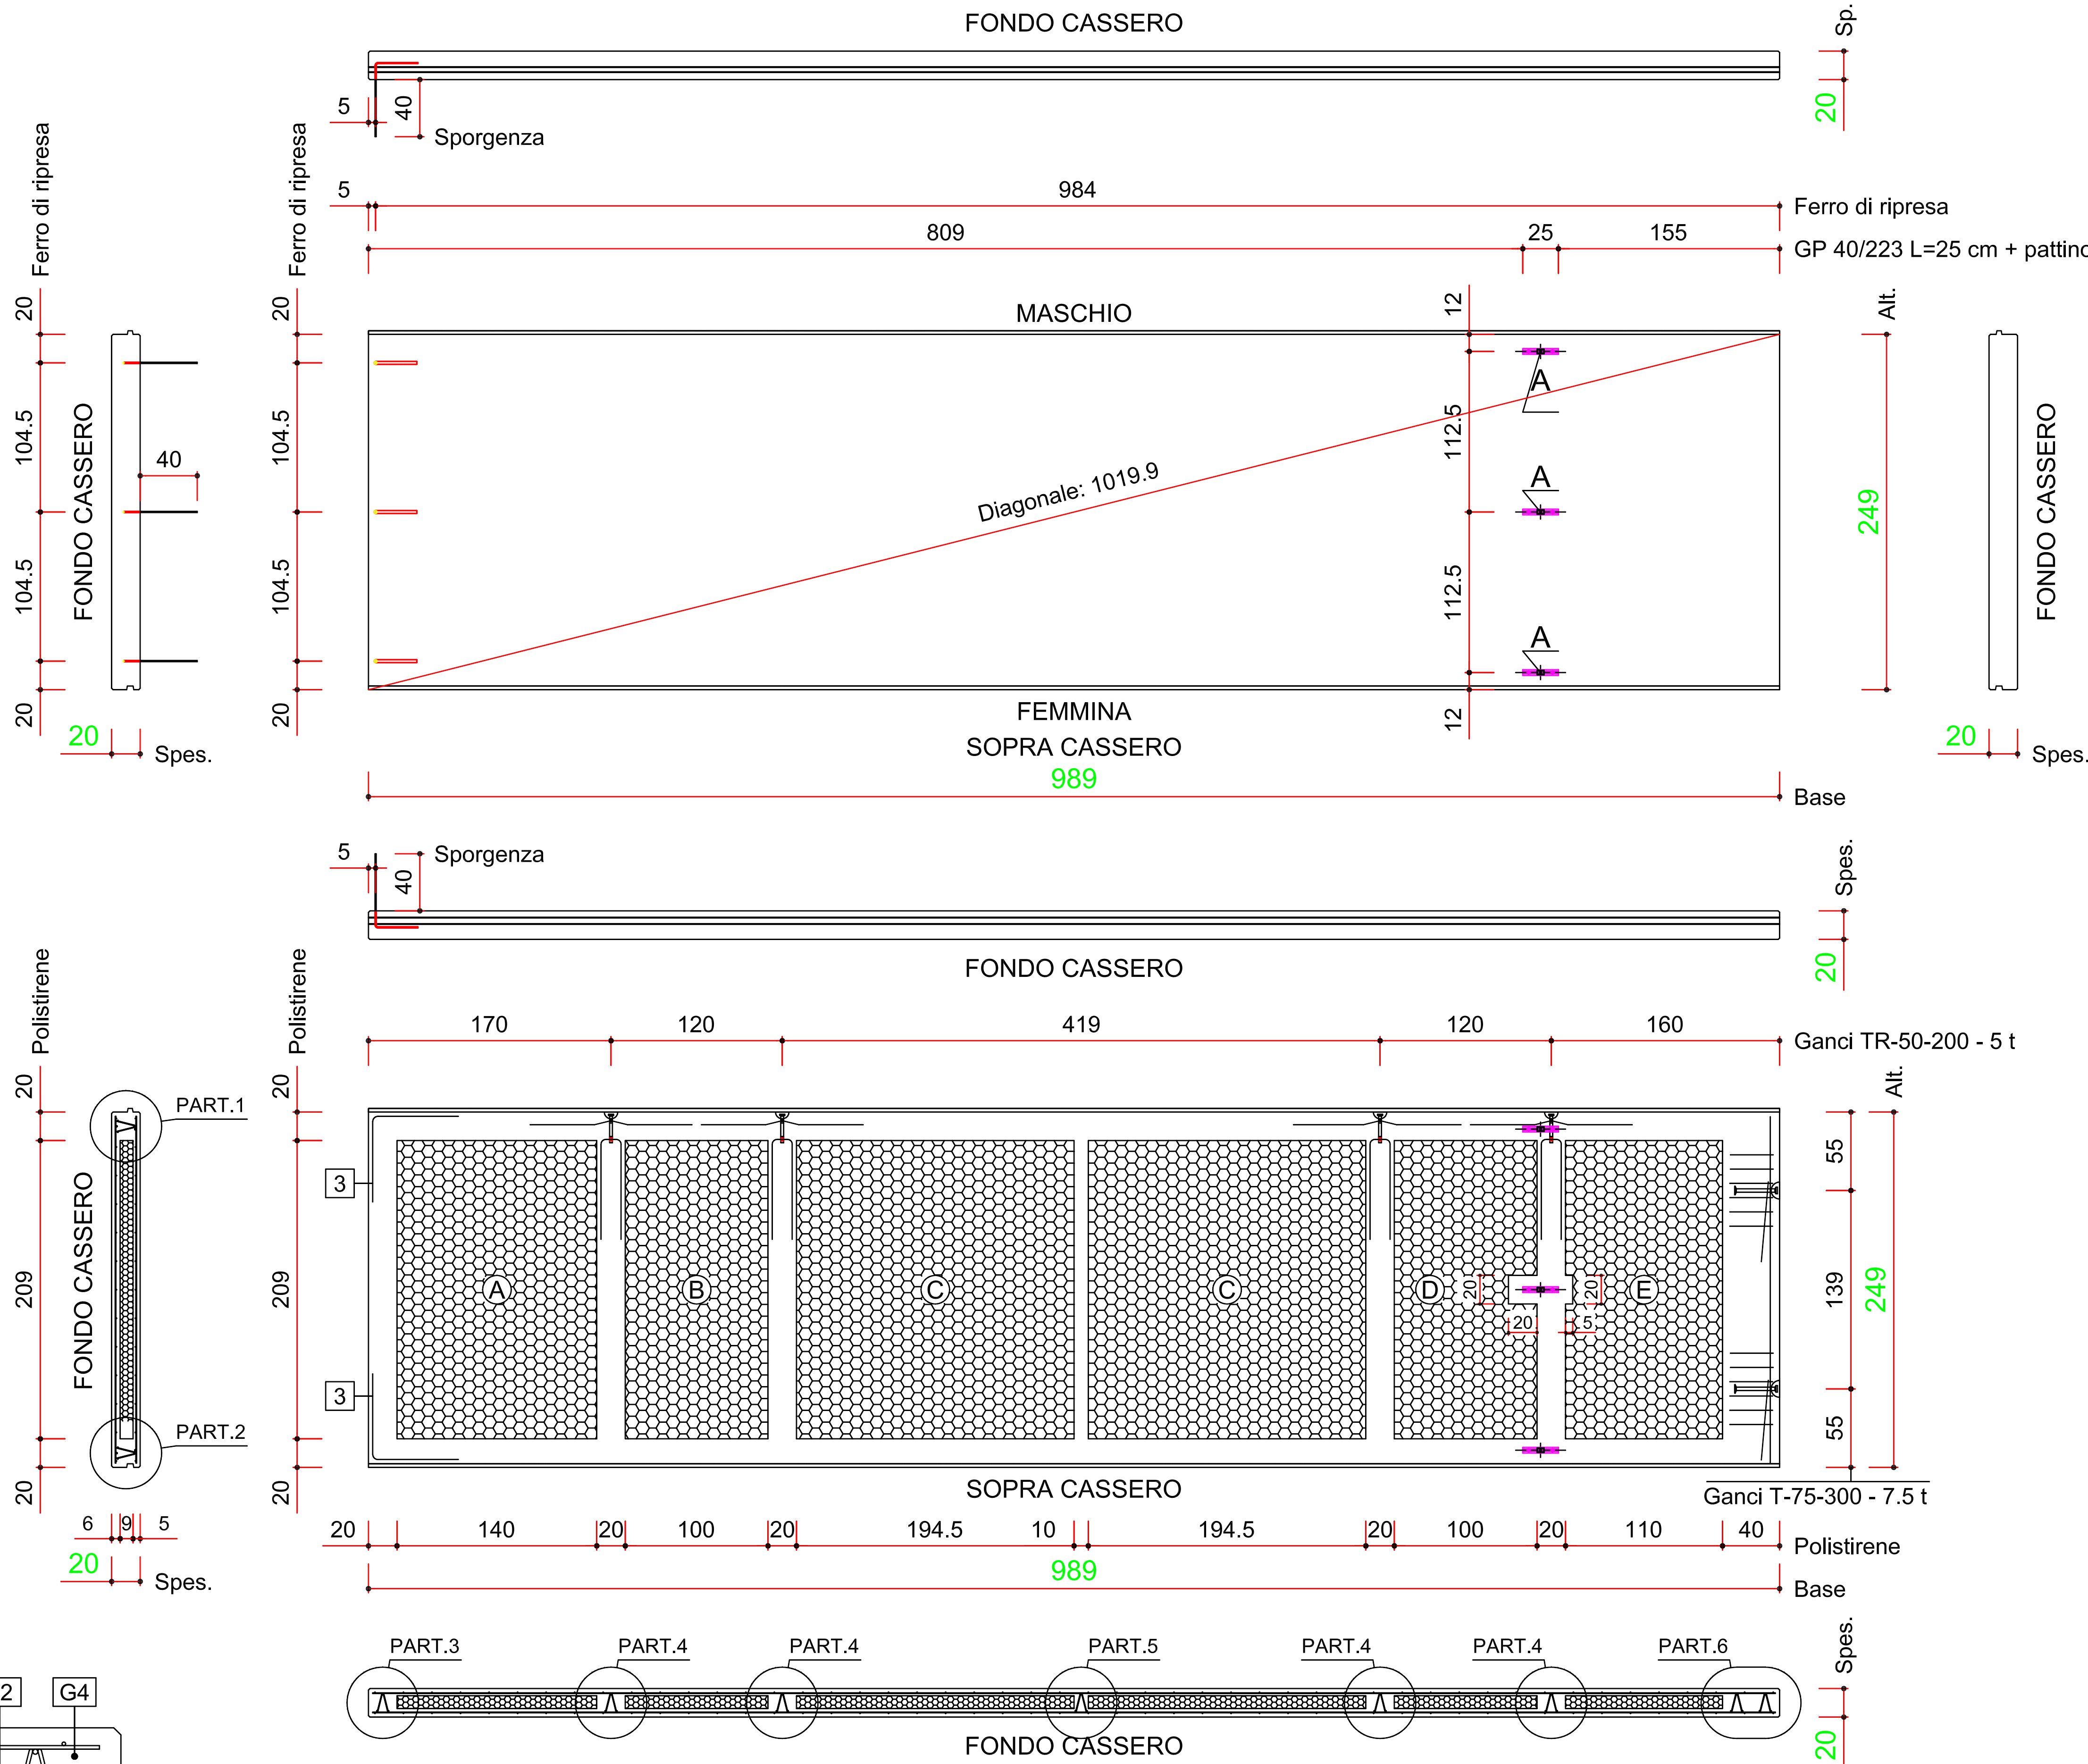 FONDO CASSERO
Sp.
20
5
40
Sporgenza
Ferro di ripresa
Ferro di ripresa
5
984
Ferro di ripresa
809
25
155
GP 40/223 L=25 cm + pattino
20
104.5
104.5
20
FONDO CASSERO
40
20
Spes.
20
104.5
104.5
20
MASCHIO
12
112.5
112.5
12
A
A
A
Diagonale: 1019.9
Alt.
249
FONDO CASSERO
20
Spes.
FEMMINA
SOPRA CASSERO
989
Base
5
40
Sporgenza
Spes.
20
FONDO CASSERO
Polistirene
Polistirene
170
120
419
120
160
Ganci TR-50-200 - 5 t
20
209
20
FONDO CASSERO
PART.1
PART.2
6
9
5
20
Spes.
20
209
20
3
3
A
B
C
C
D
E
20
20
20
5
Alt.
55
139
55
249
Ganci T-75-300 - 7.5 t
SOPRA CASSERO
20
140
20
100
20
194.5
10
194.5
20
100
20
110
40
Polistirene
989
Base
PART.3
PART.4
PART.4
PART.5
PART.4
PART.4
PART.6
Spes.
20
2
G4
FONDO CASSERO